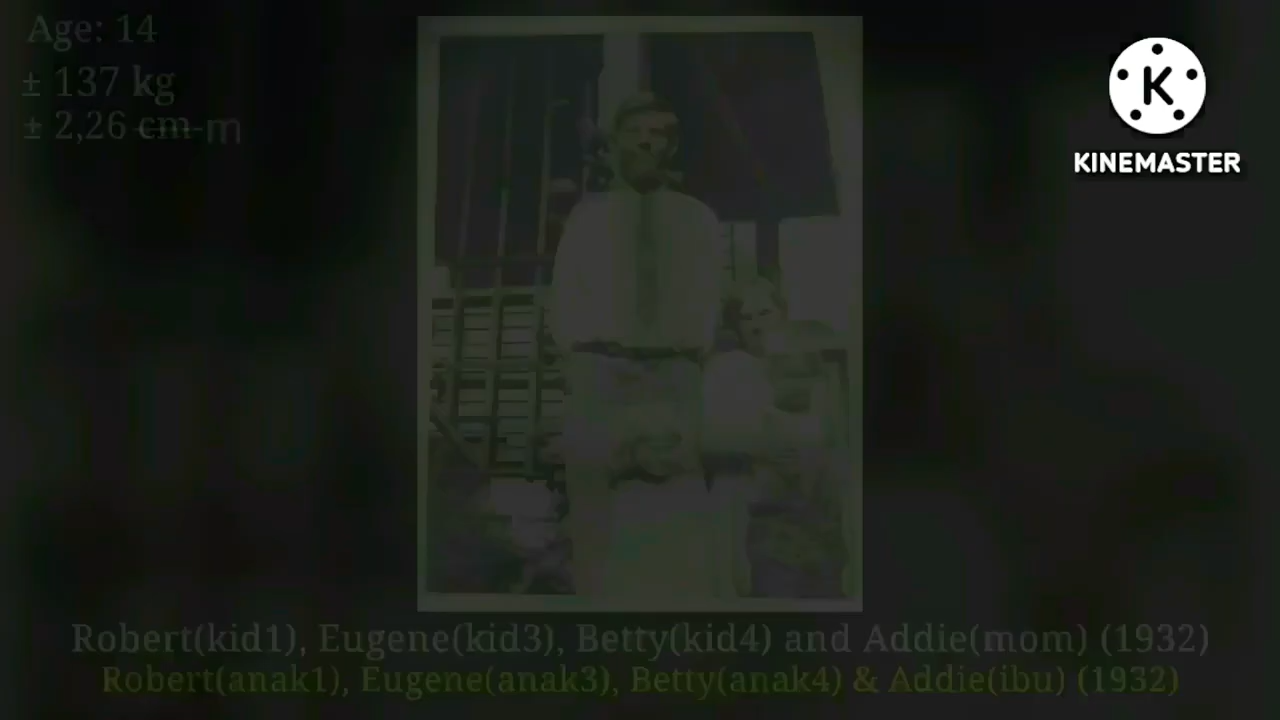 Age: 14
± 137 kg
± 2,26 cm m
KINEMASTER
Robert(kid1), Eugene(kid3), Betty(kid4) and Addie(mom) (1932)
Robert(anak1), Eugene(anak3), Betty(anak4) & Addie(ibu) (1932)